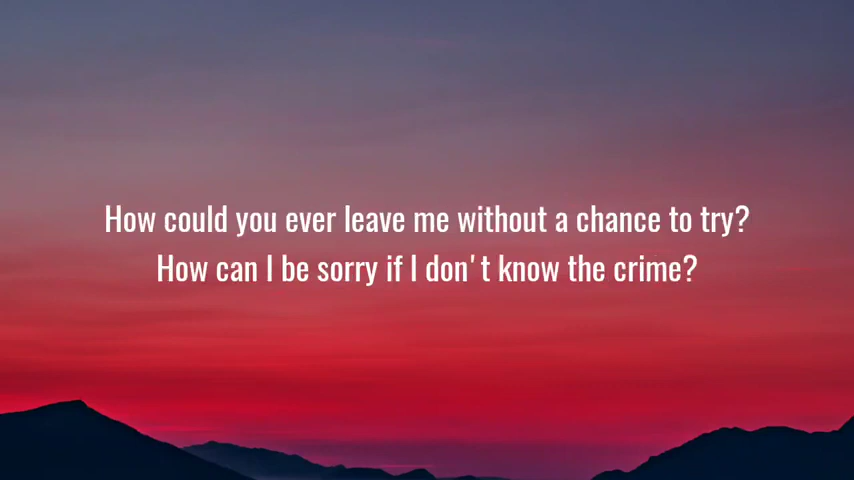 How could you ever leave me without a chance to try?
How can I be sorry if I don't know the crime?